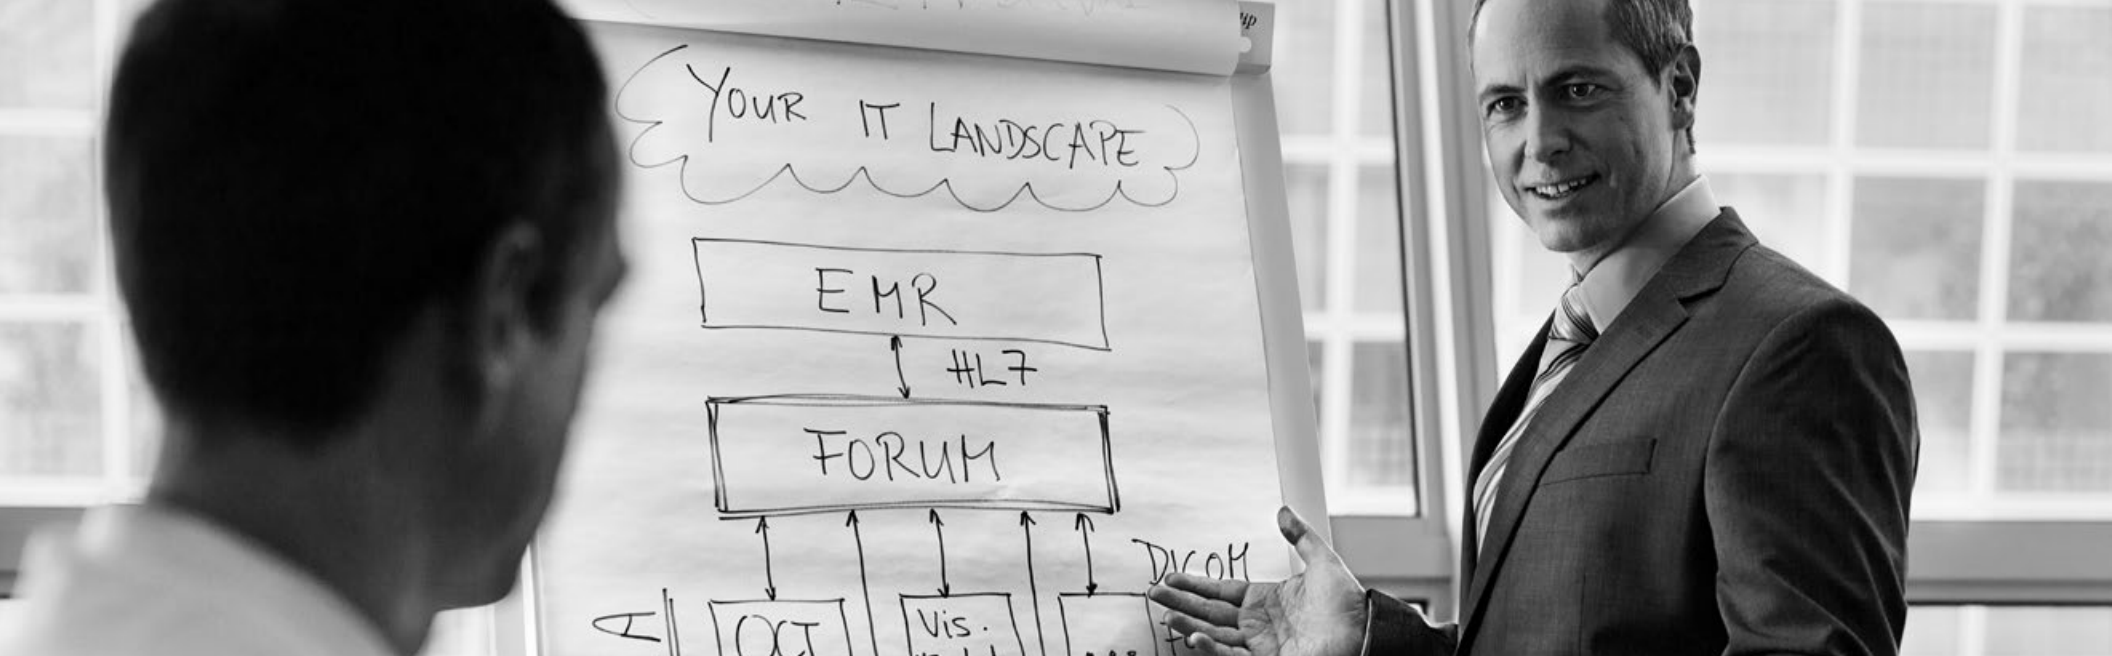 YOUR IT LANDSCAPE
EMR
HL7
FORUM
DICOM
OCT
Vis.